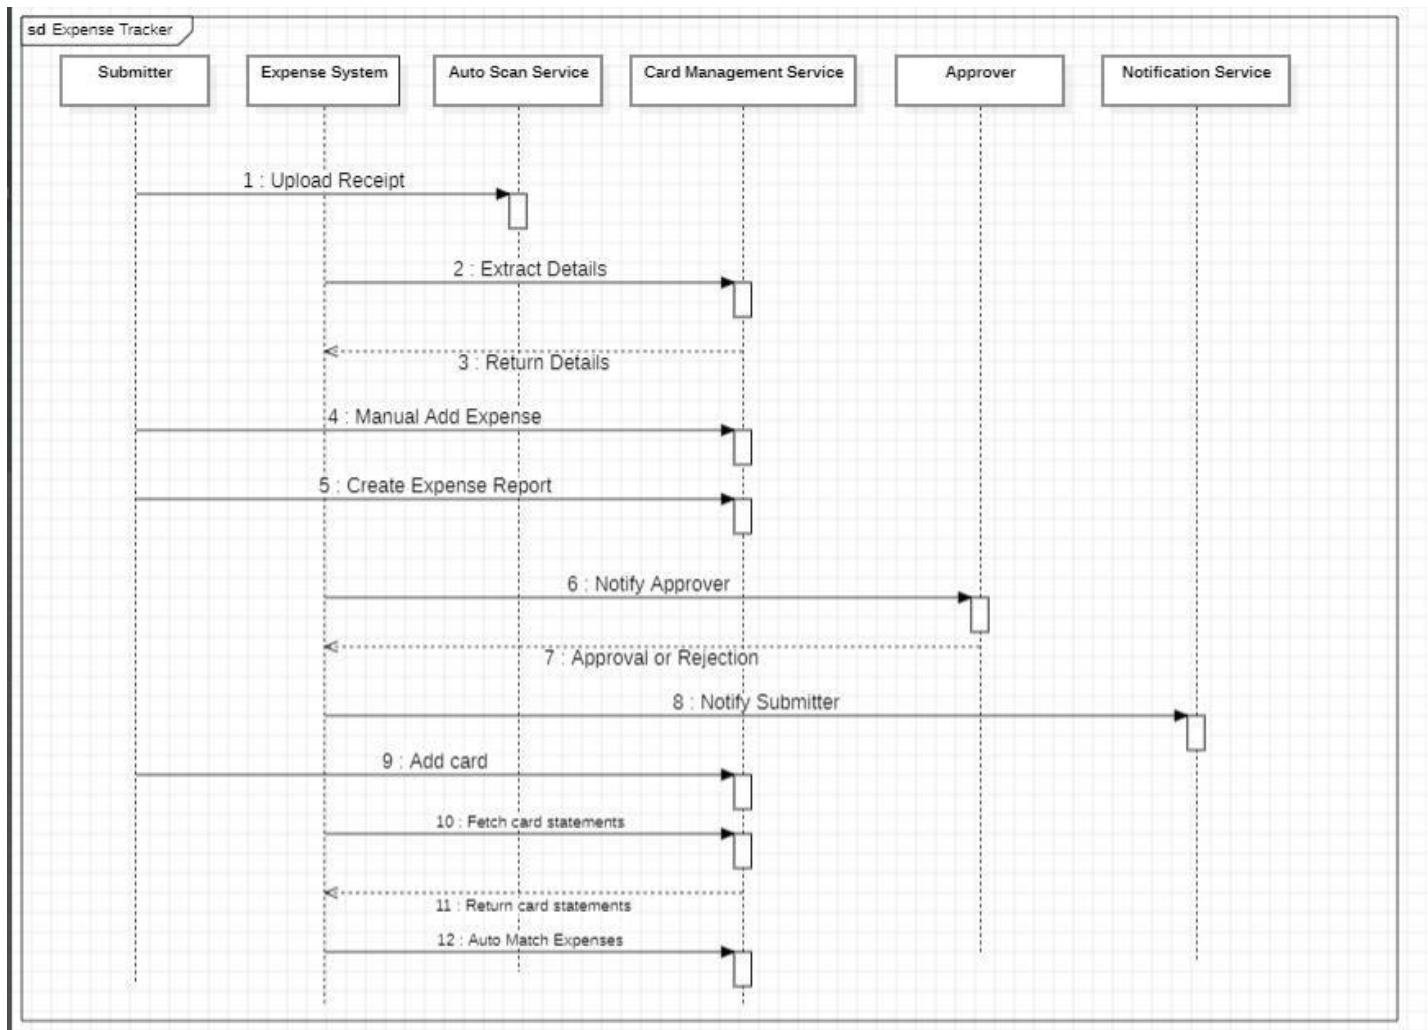 sd Expense Tracker
Submitter
Expense System
Auto Scan Service
Card Management Service
Approver
Notification Service
1 : Upload Receipt
2 : Extract Details
3 : Return Details
4 : Manual Add Expense
5 : Create Expense Report
6 : Notify Approver
7 : Approval or Rejection
8 : Notify Submitter
9 : Add card
10 : Fetch card statements
11 : Return card statements
12 : Auto Match Expenses